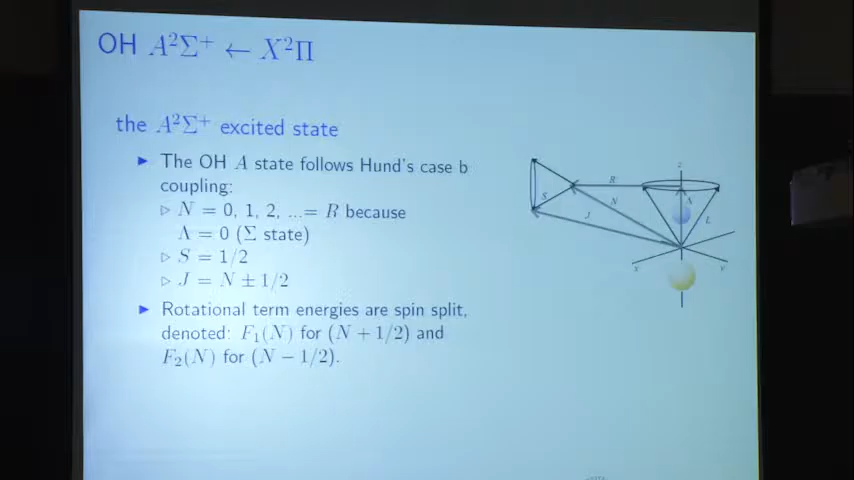 OH A²Σ⁺ ← X²Π
the A²Σ⁺ excited state
▶ The OH A state follows Hund's case b
coupling:
▷ N = 0, 1, 2, ...= R because
Λ = 0 (Σ state)
▷ S = 1/2
▷ J = N ± 1/2
▶ Rotational term energies are spin split,
denoted: F₁(N) for (N + 1/2) and
F₂(N) for (N − 1/2).
z
R
S
N
Λ
J
L
x
y